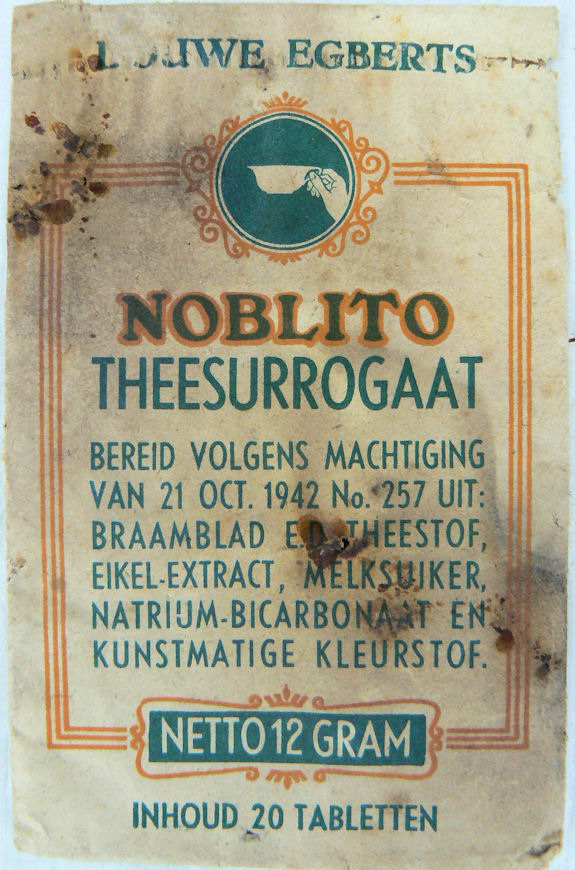 DOUWE EGBERTS
NOBLITO
THEESURROGAAT
BEREID VOLGENS MACHTIGING
VAN 21 OCT. 1942 No. 257 UIT:
BRAAMBLAD E.D. THEESTOF,
EIKEL-EXTRACT, MELKSUIKER,
NATRIUM-BICARBONAAT EN
KUNSTMATIGE KLEURSTOF.
NETTO 12 GRAM
INHOUD 20 TABLETTEN